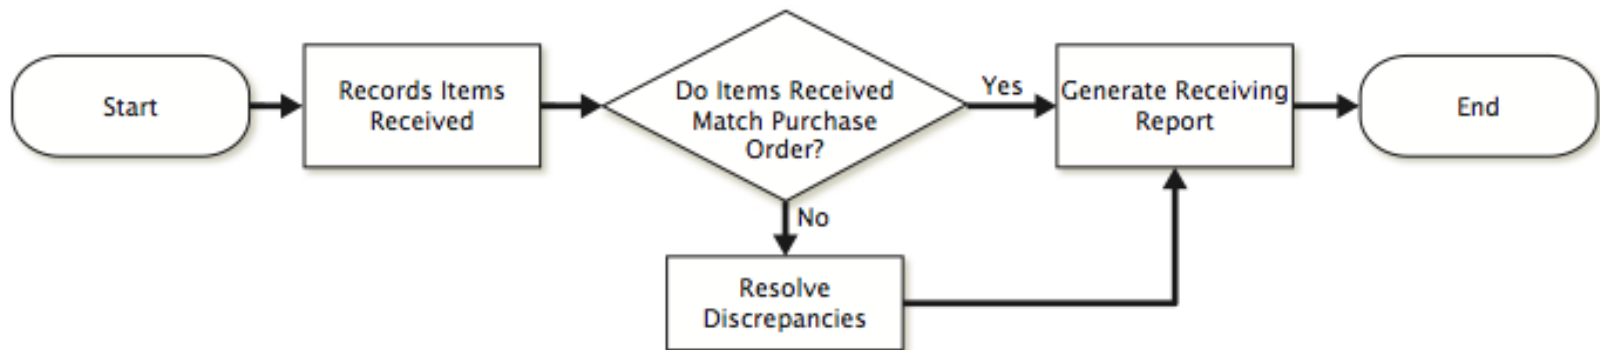 Start
Records Items
Received
Do Items Received
Match Purchase
Order?
Yes
Generate Receiving
Report
End
No
Resolve
Discrepancies